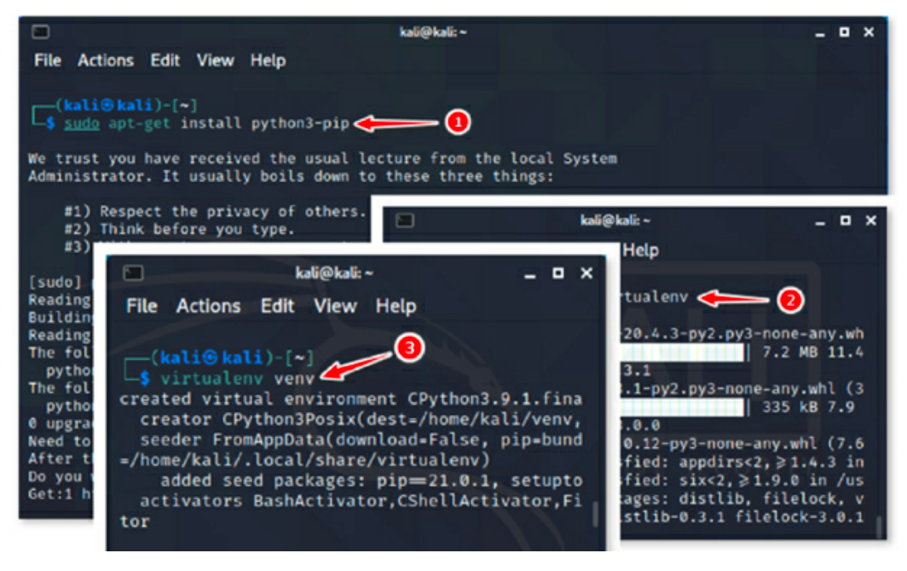 kali@kali: ~
File Actions Edit View Help
(kali㉿kali)-[~]
$ sudo apt-get install python3-pip
1
We trust you have received the usual lecture from the local System
Administrator. It usually boils down to these three things:
#1) Respect the privacy of others.
#2) Think before you type.
#3)
[sudo]
Reading
Buildin
Reading
The fol
pytho
The fol
pytho
0 upgra
Need to
After t
Do you
Get:1 h
kali@kali: ~
Help
rtualenv
2
-20.4.3-py2.py3-none-any.wh
7.2 MB 11.4
3.1
.1-py2.py3-none-any.whl (3
335 kB 7.9
.0.0
0.12-py3-none-any.whl (7.6
fied: appdirs<2,≥1.4.3 in
sfied: six<2,≥1.9.0 in /us
ages: distlib, filelock, v
stlib-0.3.1 filelock-3.0.1
kali@kali: ~
File Actions Edit View Help
(kali㉿kali)-[~]
$ virtualenv venv
3
created virtual environment CPython3.9.1.fina
creator CPython3Posix(dest=/home/kali/venv,
seeder FromAppData(download=False, pip=bund
=/home/kali/.local/share/virtualenv)
added seed packages: pip==21.0.1, setupto
activators BashActivator,CShellActivator,Fi
tor